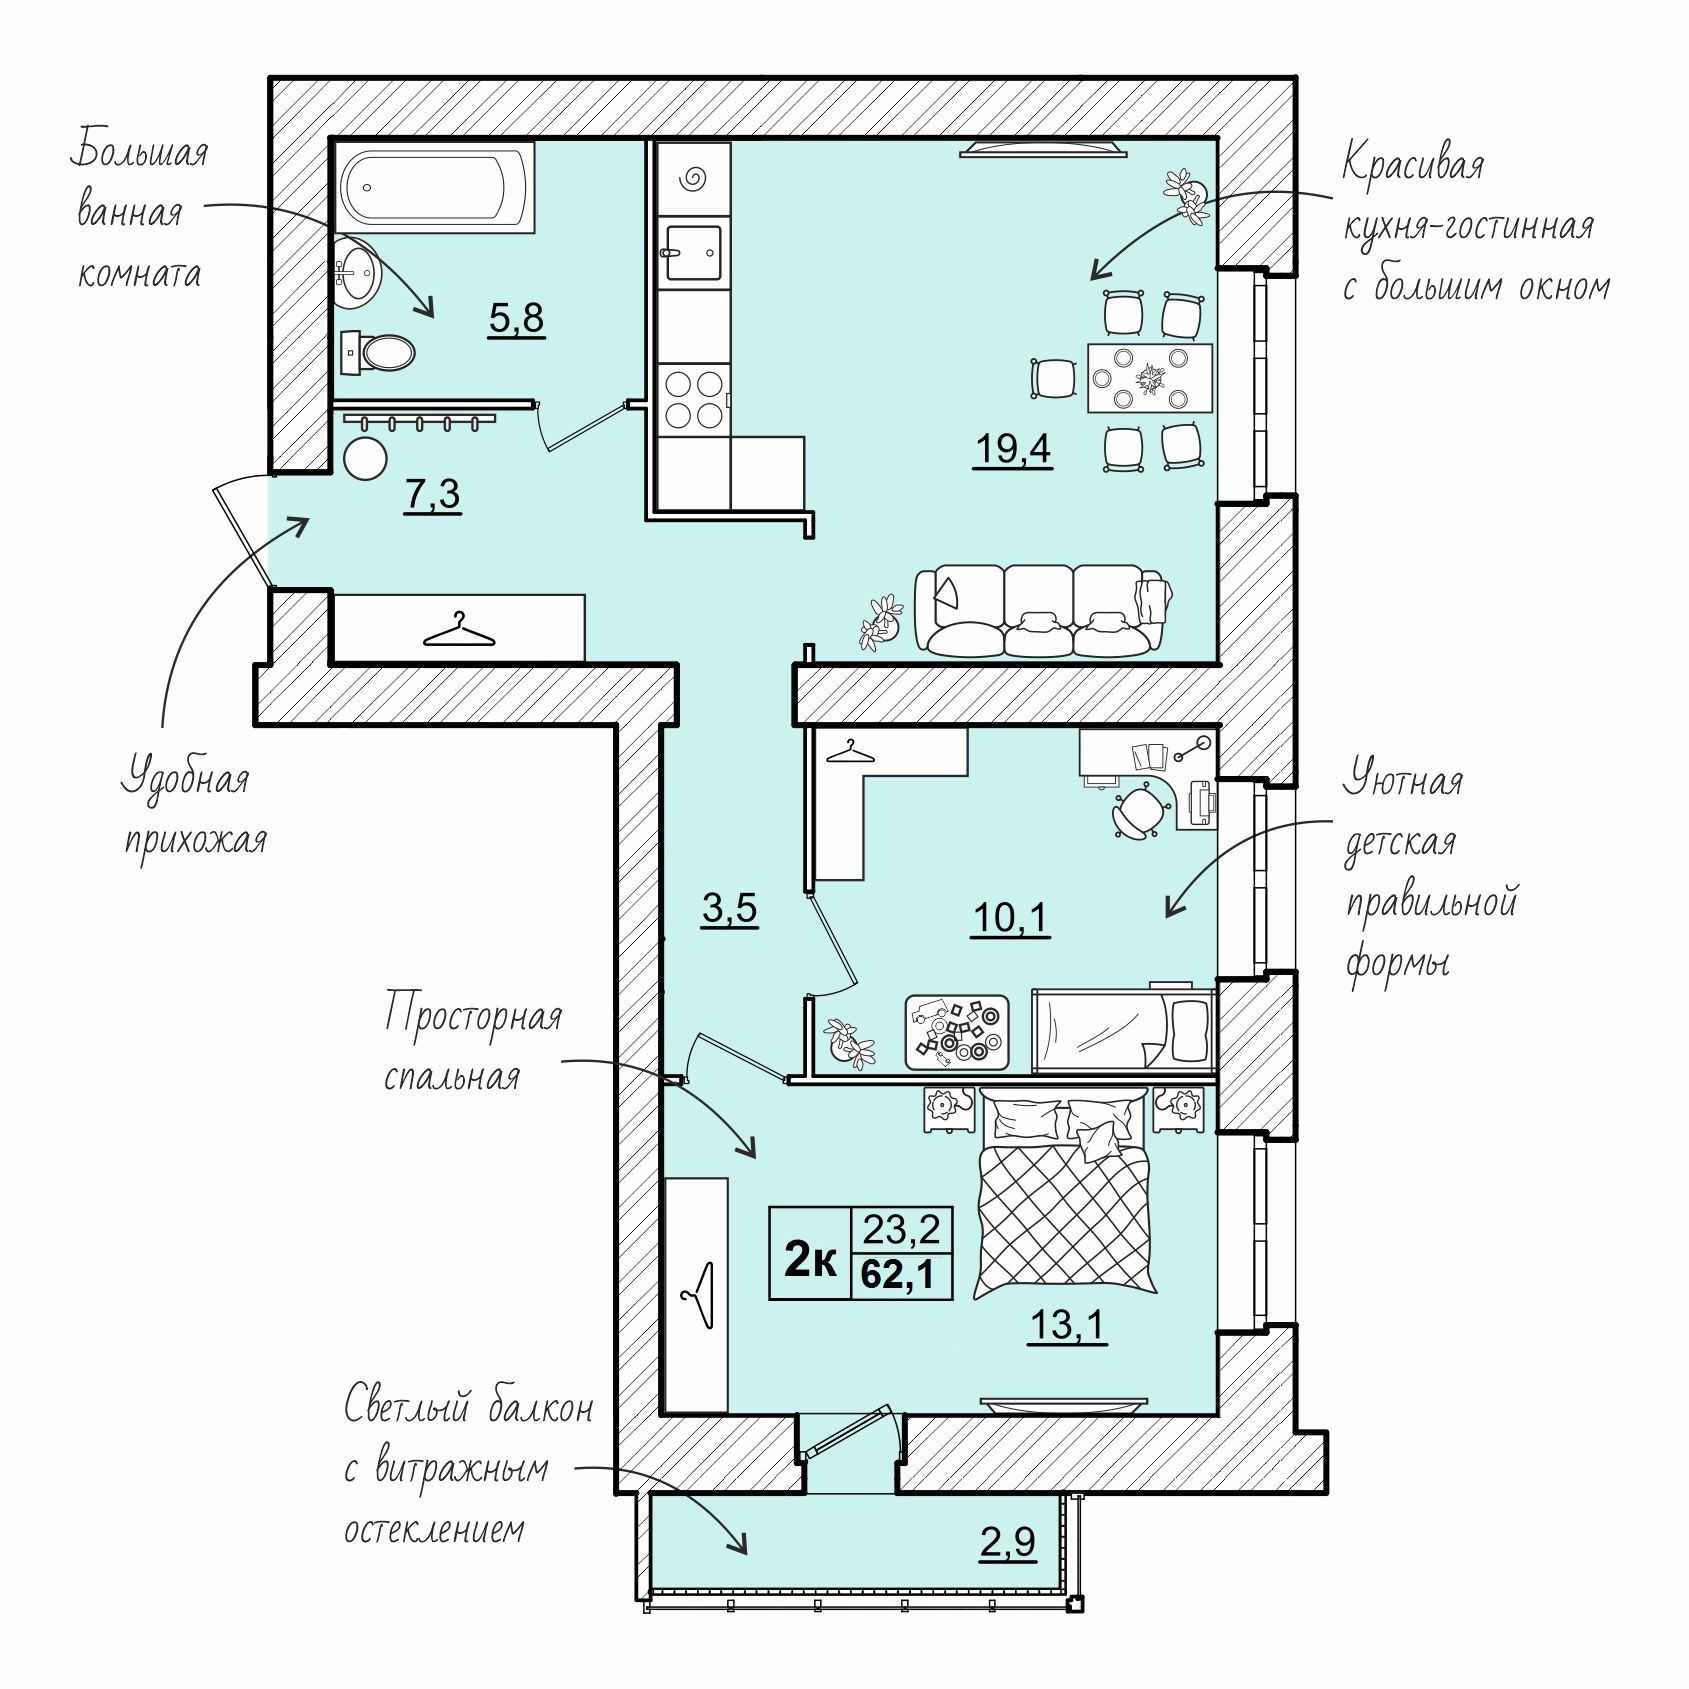 Большая
ванная
комната
Красивая
кухня-гостинная
с большим окном
5,8
19,4
7,3
Удобная
прихожая
Уютная
детская
правильной
формы
3,5
10,1
Просторная
спальная
2к
23,2
62,1
13,1
Светлый балкон
с витражным
остеклением
2,9